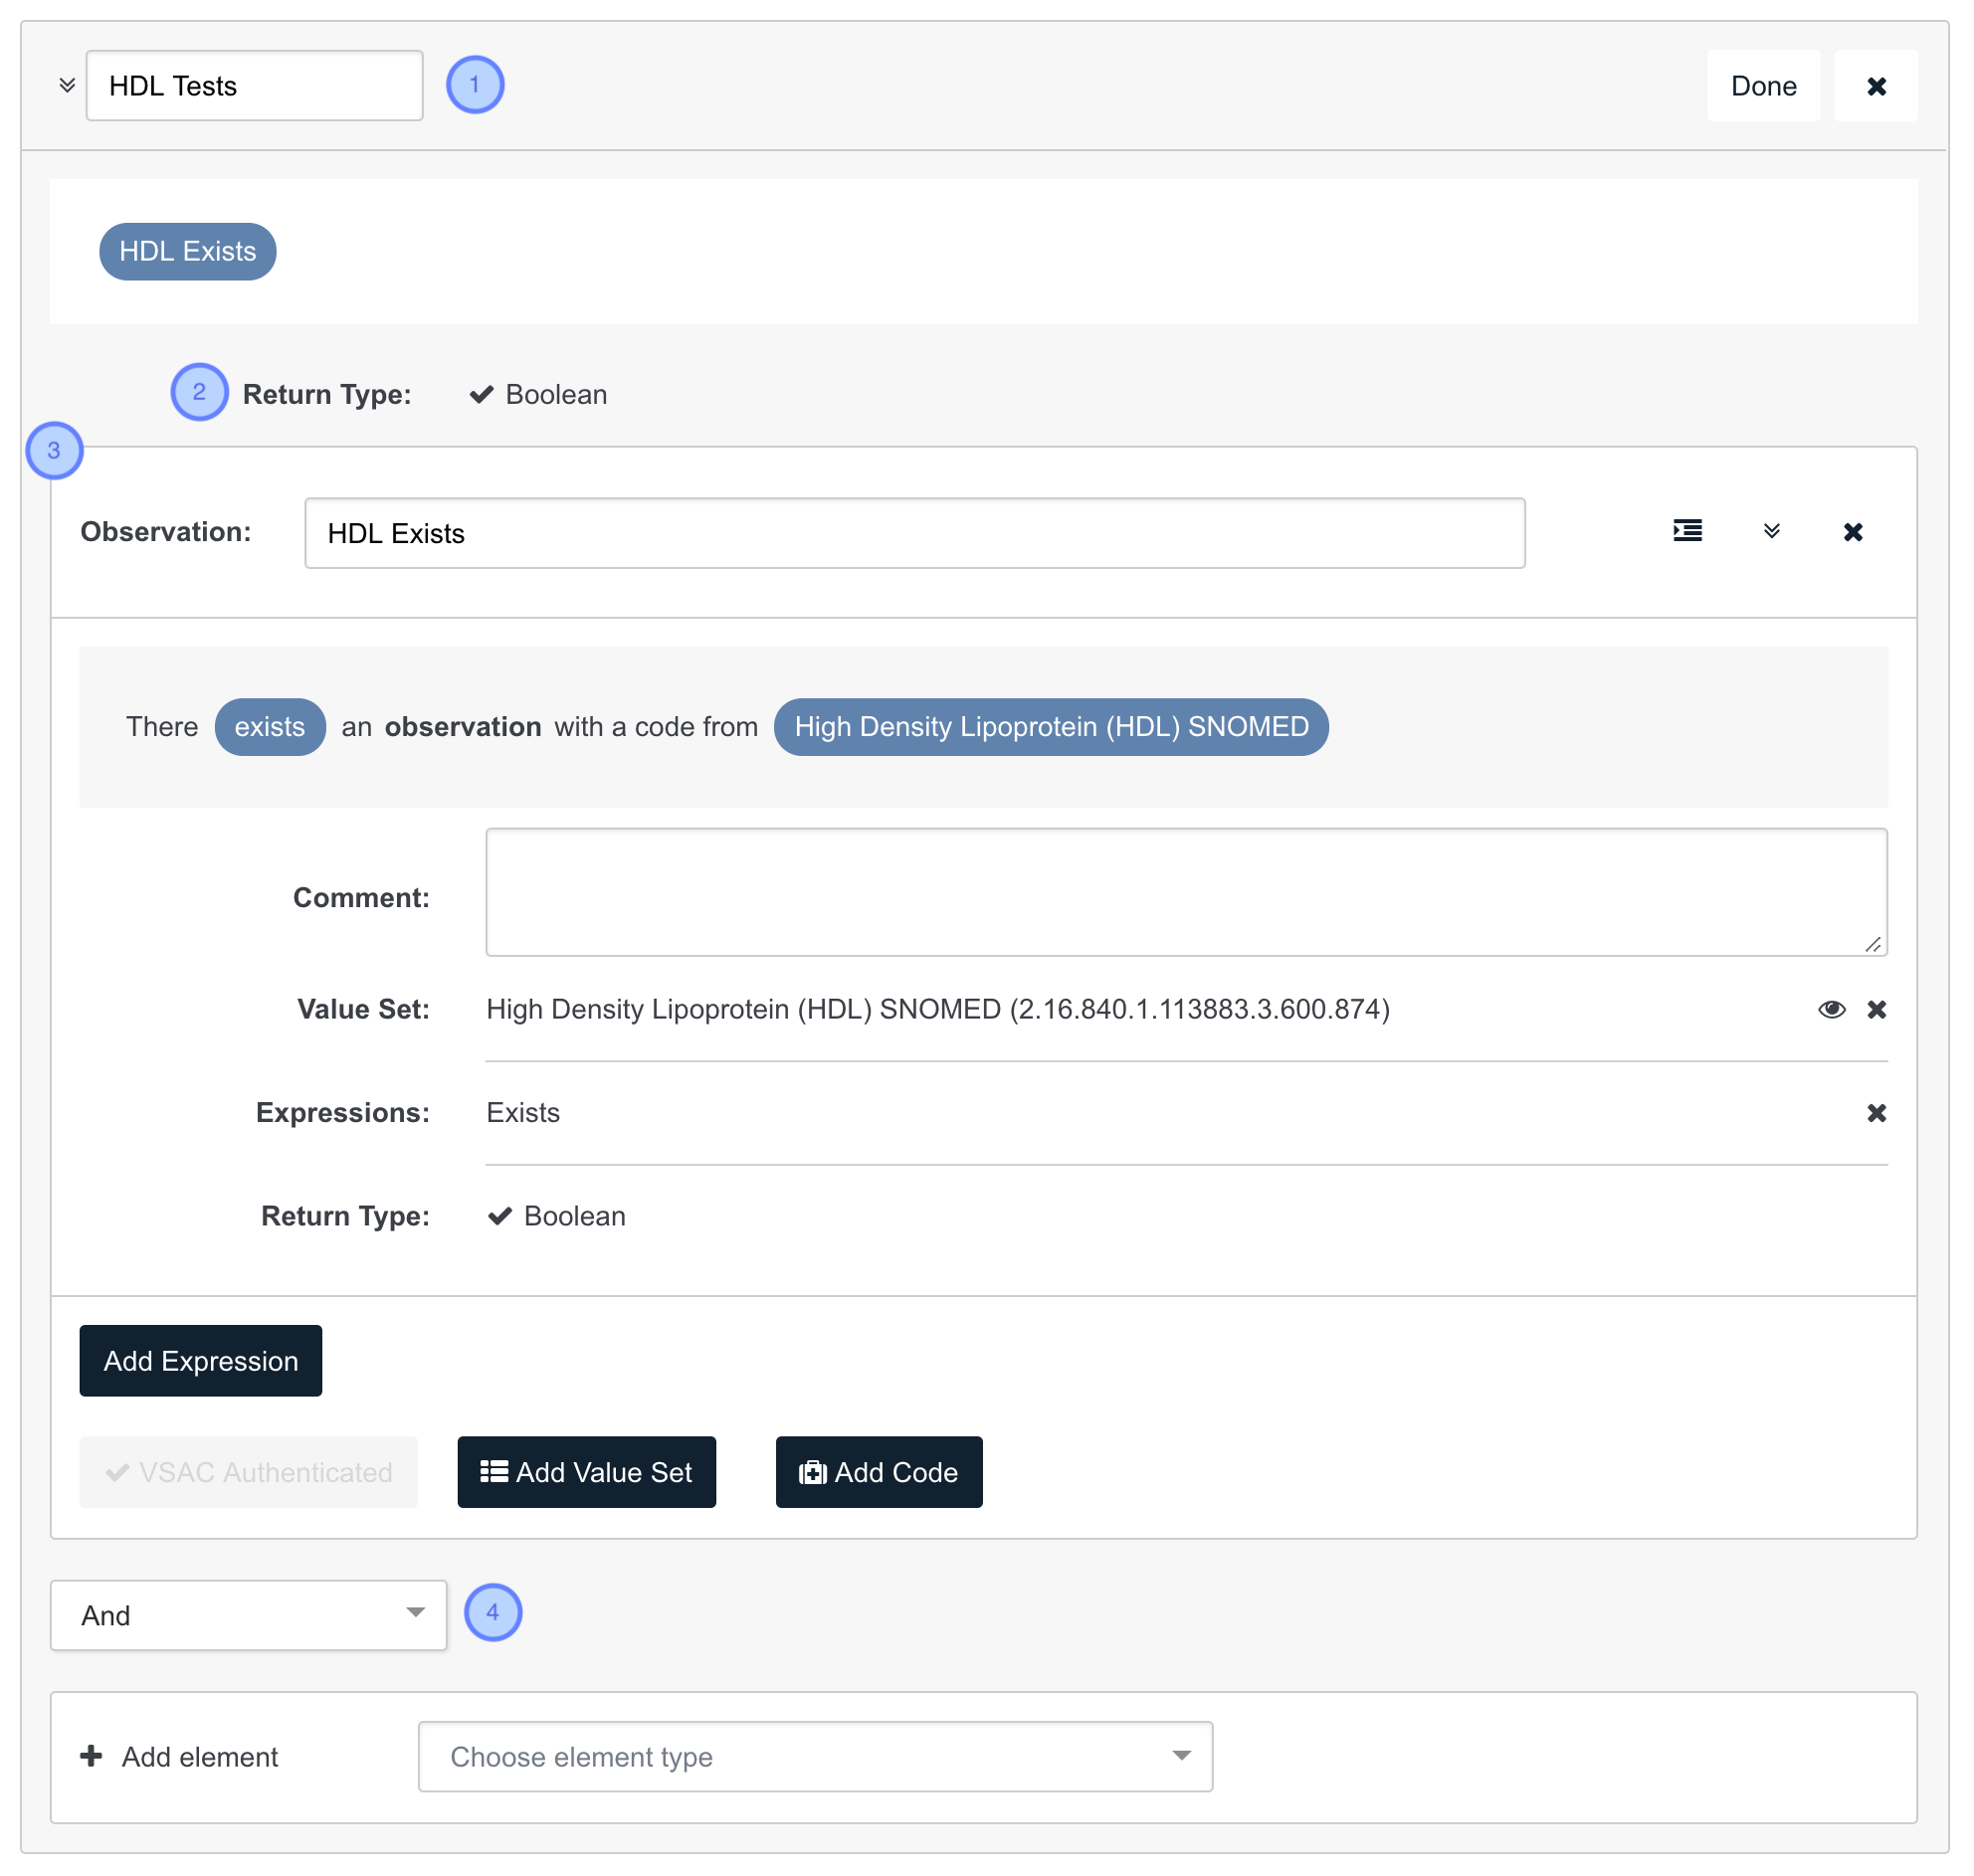 HDL Tests 1 Done
HDL Exists
2 Return Type: Boolean
3
Observation: HDL Exists
There exists an observation with a code from High Density Lipoprotein (HDL) SNOMED
Comment:
Value Set: High Density Lipoprotein (HDL) SNOMED (2.16.840.1.113883.3.600.874)
Expressions: Exists
Return Type: Boolean
Add Expression
VSAC Authenticated Add Value Set Add Code
And 4
Add element Choose element type